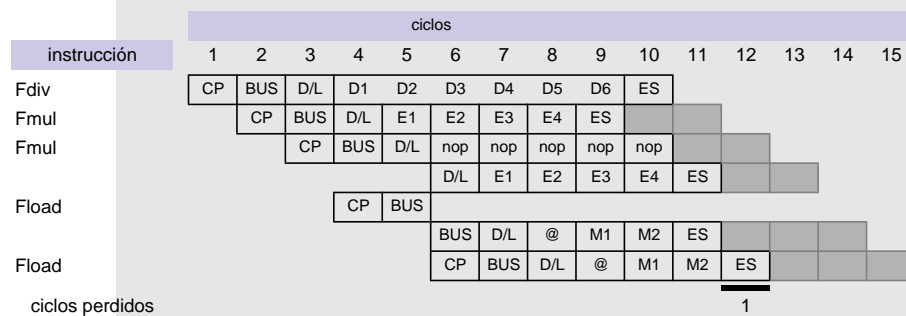 ciclos
instrucción 1 2 3 4 5 6 7 8 9 10 11 12 13 14 15
Fdiv CP BUS D/L D1 D2 D3 D4 D5 D6 ES
Fmul CP BUS D/L E1 E2 E3 E4 ES
Fmul CP BUS D/L nop nop nop nop nop
D/L E1 E2 E3 E4 ES
Fload CP BUS
BUS D/L @ M1 M2 ES
Fload CP BUS D/L @ M1 M2 ES
ciclos perdidos 1